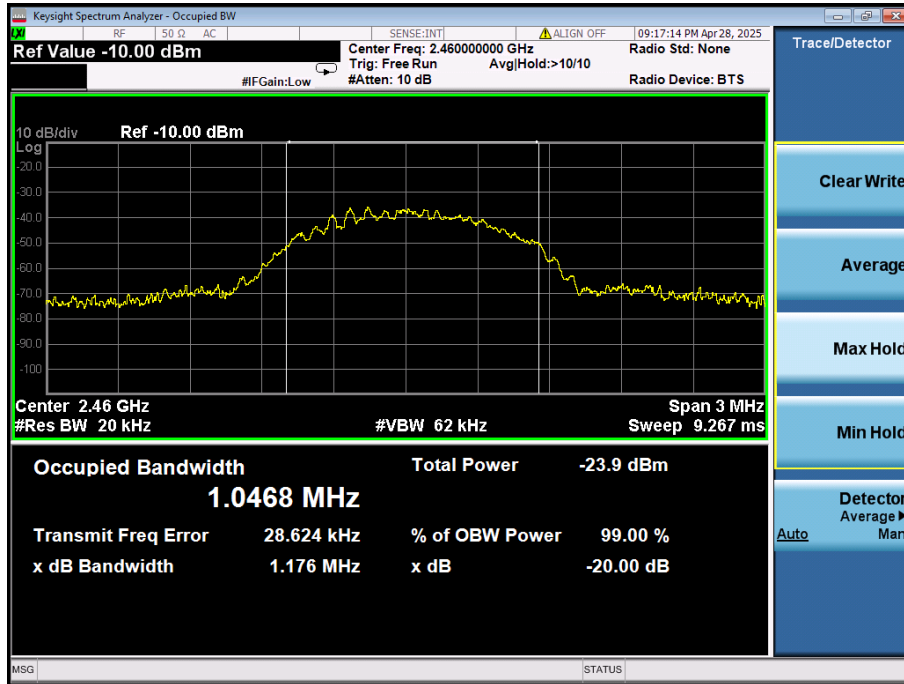 Keysight Spectrum Analyzer - Occupied BW
LXI RF 50 Ω AC SENSE:INT ALIGN OFF 09:17:14 PM Apr 28, 2025
Ref Value -10.00 dBm
Center Freq: 2.460000000 GHz Radio Std: None
Trig: Free Run Avg|Hold:>10/10
#IFGain:Low #Atten: 10 dB Radio Device: BTS
Trace/Detector
10 dB/div Ref -10.00 dBm
Log
-20.0
-30.0
-40.0
-50.0
-60.0
-70.0
-80.0
-90.0
-100
Center 2.46 GHz Span 3 MHz
#Res BW 20 kHz #VBW 62 kHz Sweep 9.267 ms
Occupied Bandwidth Total Power -23.9 dBm
1.0468 MHz
Transmit Freq Error 28.624 kHz % of OBW Power 99.00 %
x dB Bandwidth 1.176 MHz x dB -20.00 dB
Clear Write
Average
Max Hold
Min Hold
Detector
Average
Auto Man
MSG STATUS